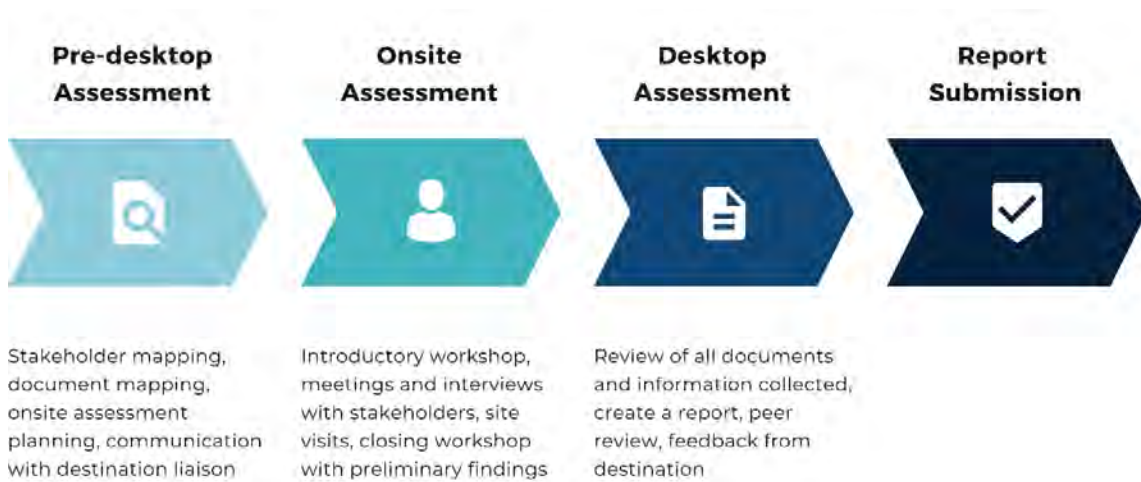 Pre-desktop
Assessment
Onsite
Assessment
Desktop
Assessment
Report
Submission
Stakeholder mapping,
document mapping,
onsite assessment
planning, communication
with destination liaison
Introductory workshop,
meetings and interviews
with stakeholders, site
visits, closing workshop
with preliminary findings
Review of all documents
and information collected,
create a report, peer
review, feedback from
destination